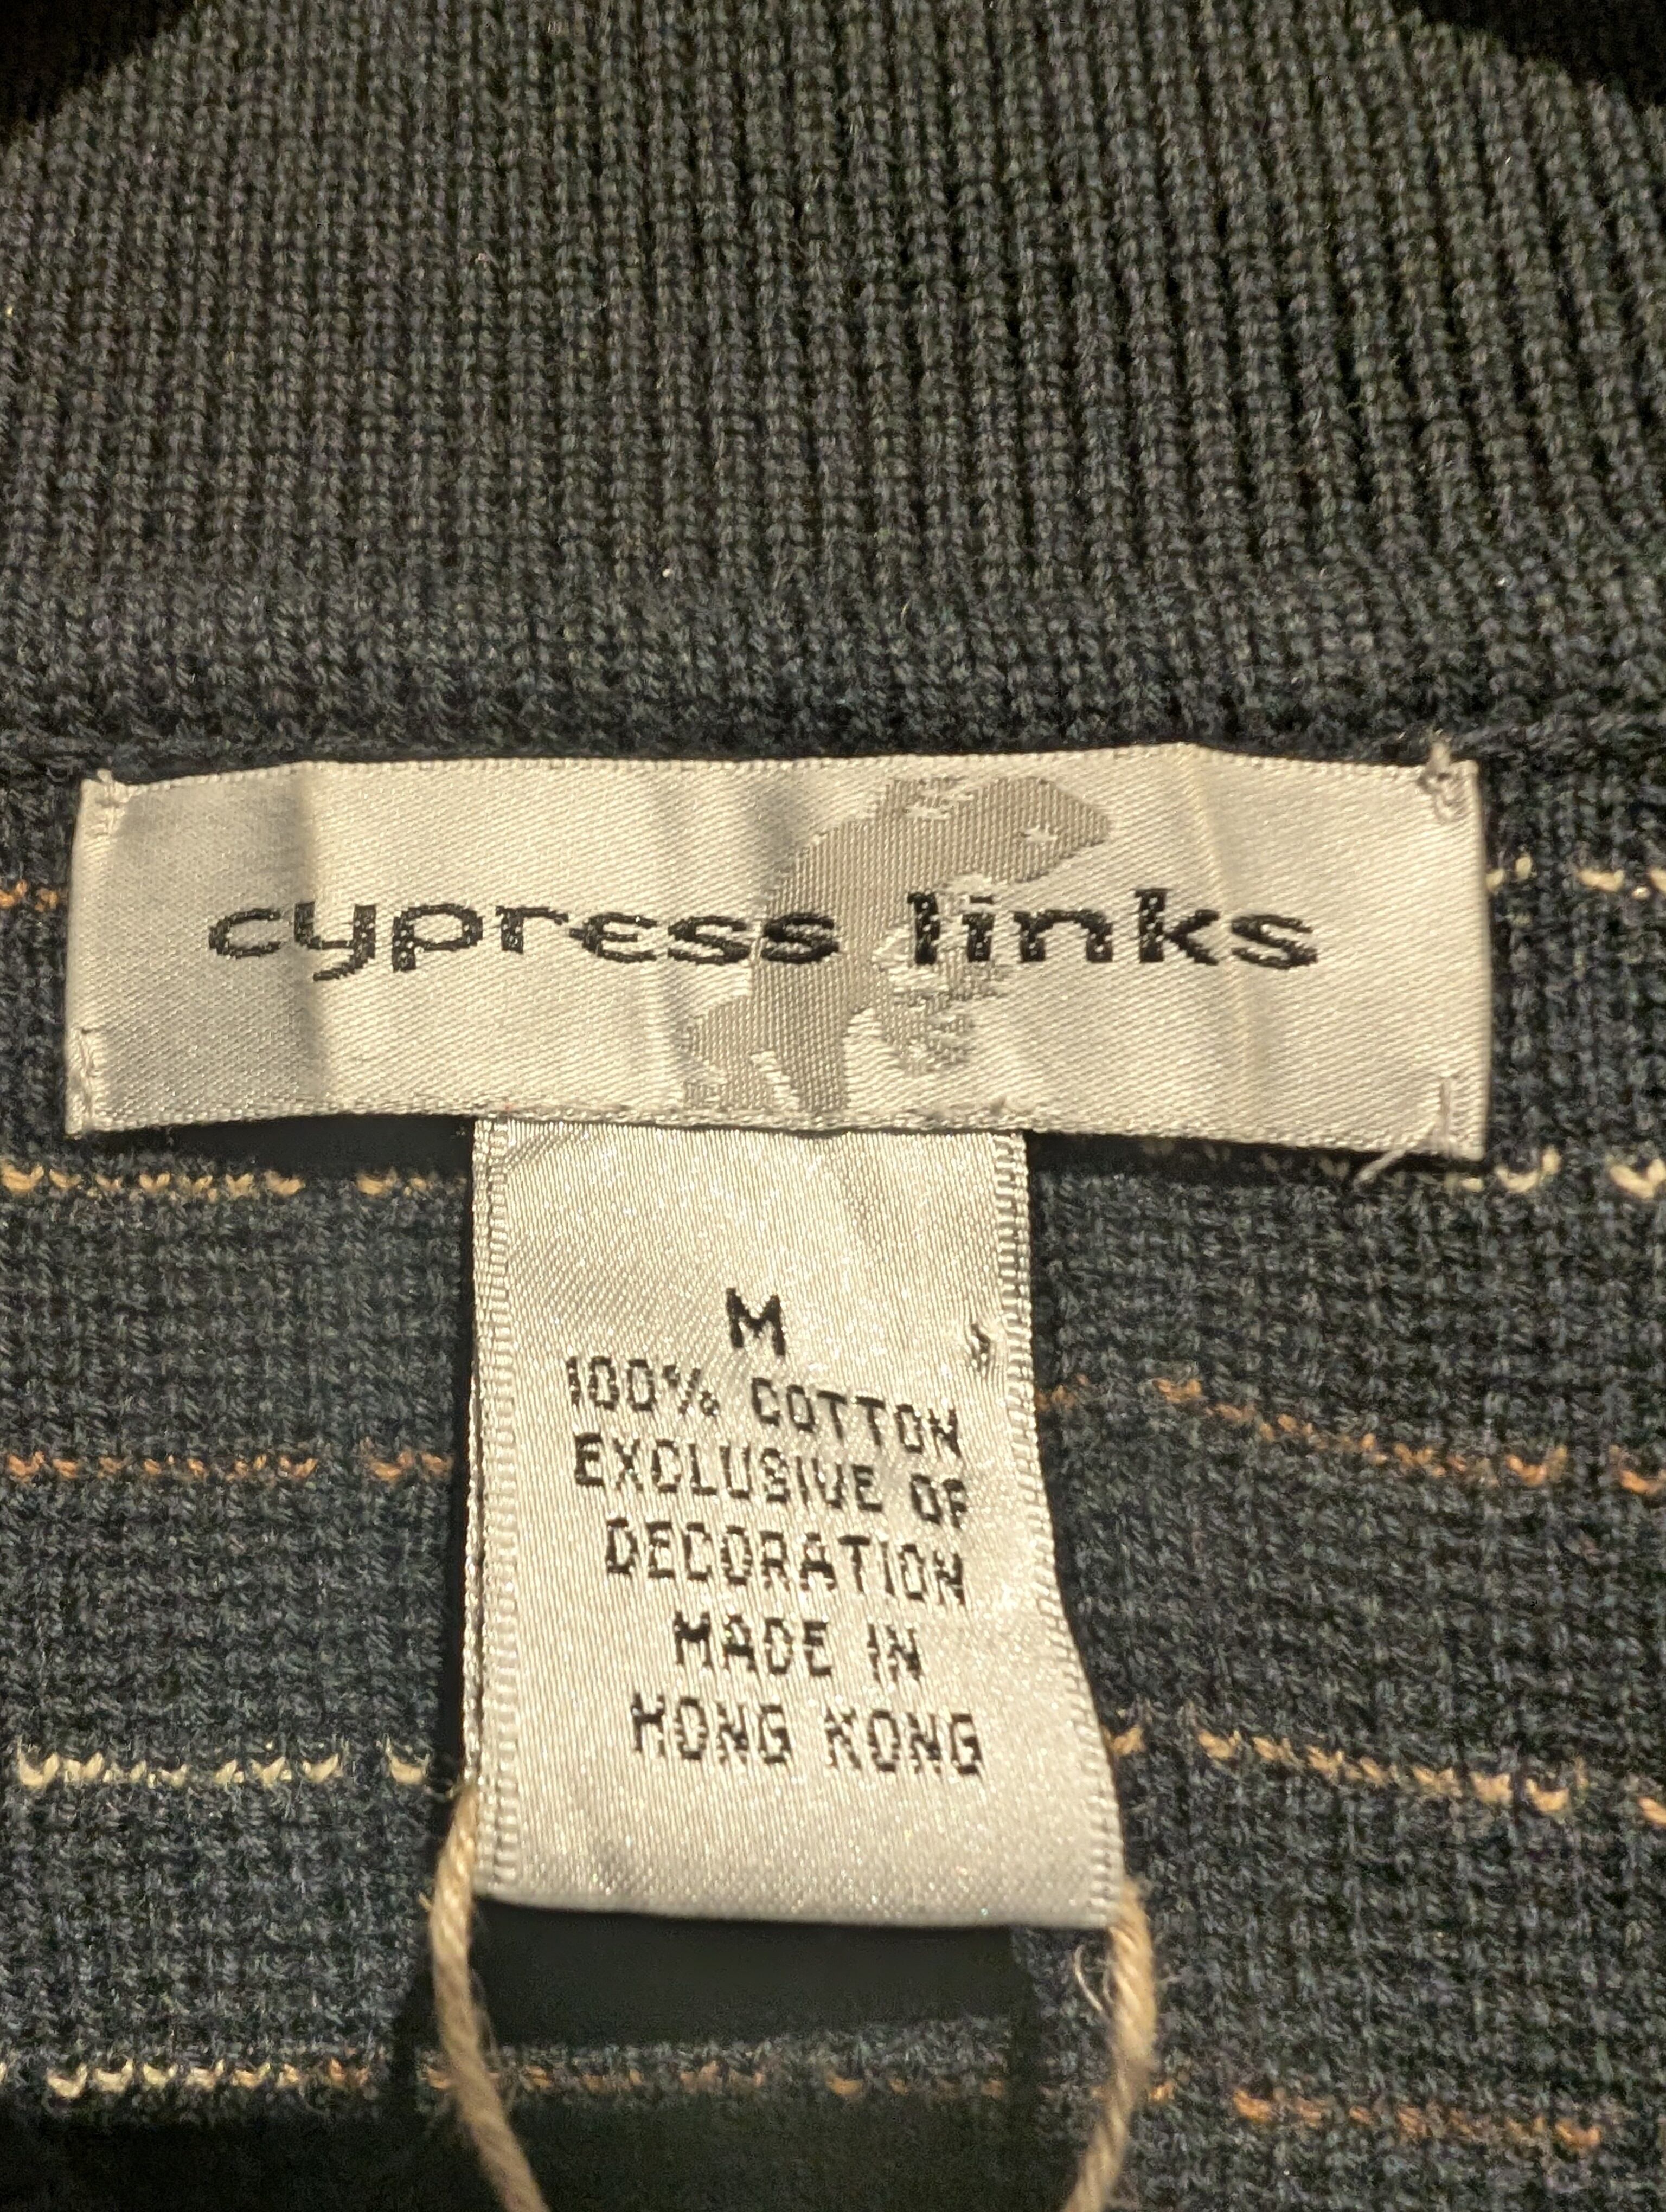 cypress links
M
100% COTTON
EXCLUSIVE OF
DECORATION
MADE IN
HONG KONG